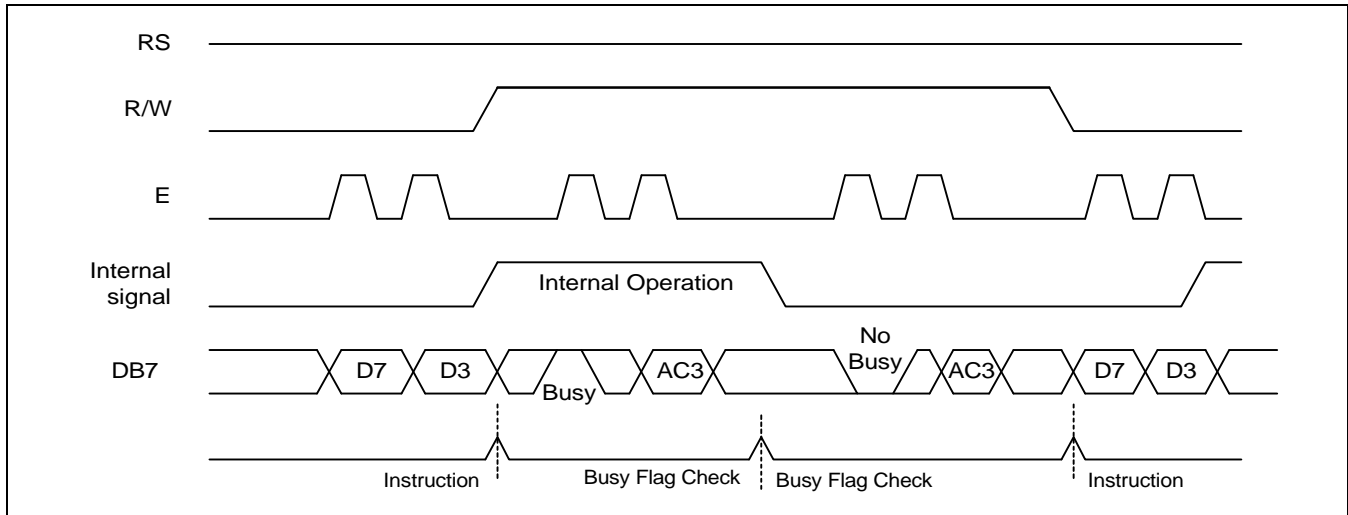 RS
R/W
E
Internal
signal
Internal Operation
DB7
D7
D3
Busy
AC3
No
Busy
AC3
D7
D3
Instruction
Busy Flag Check
Busy Flag Check
Instruction